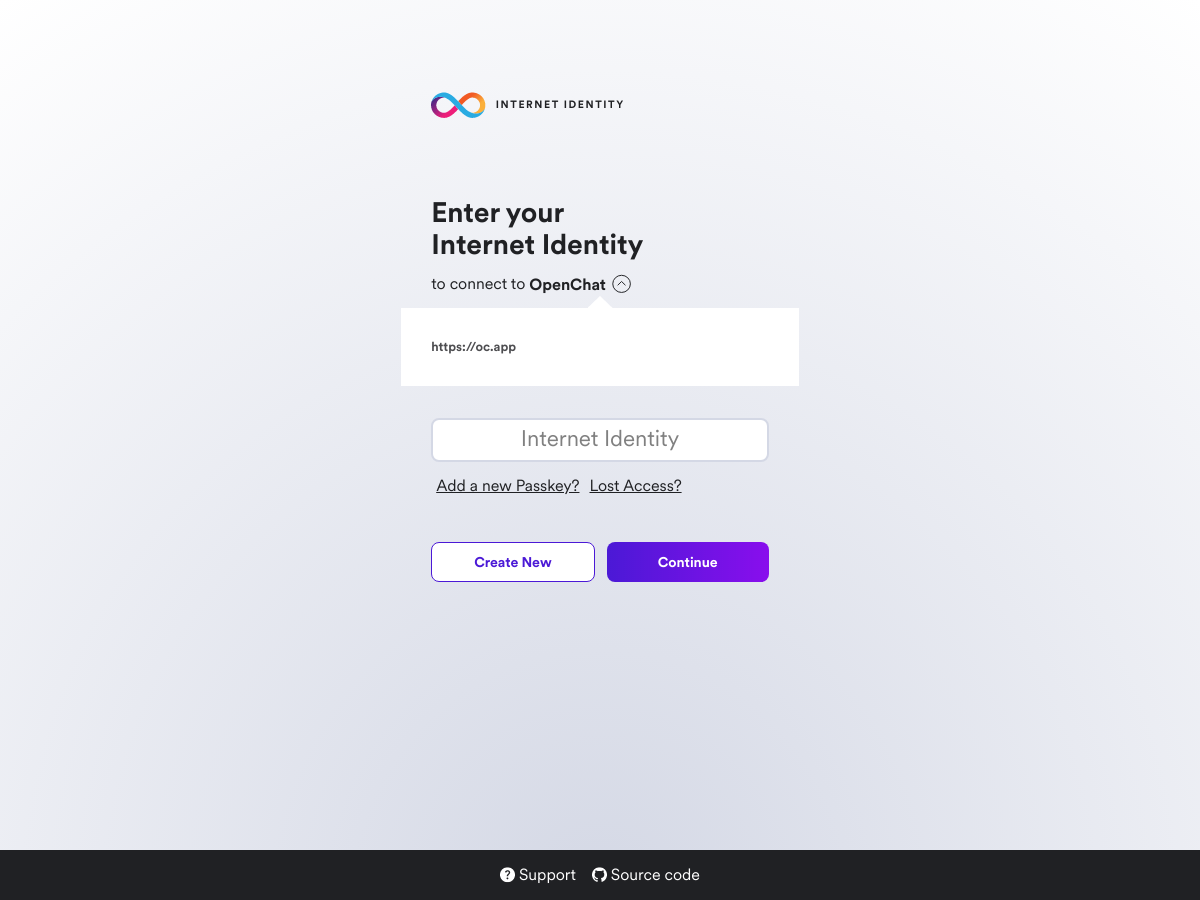 INTERNET IDENTITY
Enter your
Internet Identity
to connect to OpenChat
https://oc.app
Internet Identity
Add a new Passkey? Lost Access?
Create New Continue
Support Source code